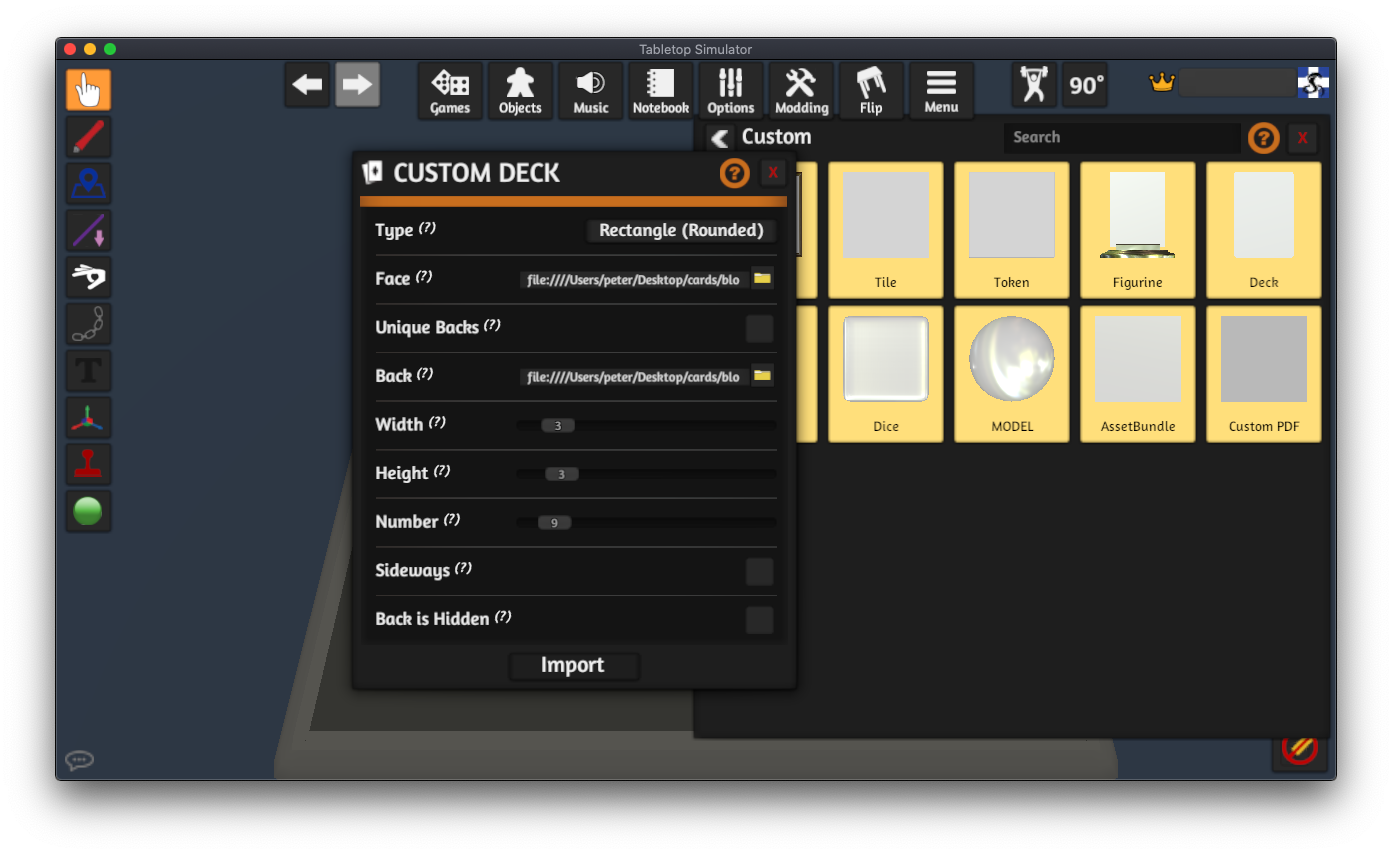 Tabletop Simulator
Games
Objects
Music
Notebook
Options
Modding
Flip
Menu
90°
Custom
Search
?
X
CUSTOM DECK
?
X
Type (?)
Rectangle (Rounded)
Face (?)
file:////Users/peter/Desktop/cards/blo
Unique Backs (?)
Back (?)
file:////Users/peter/Desktop/cards/blo
Width (?)
3
Height (?)
3
Number (?)
9
Sideways (?)
Back is Hidden (?)
Import
Tile
Token
Figurine
Deck
Dice
MODEL
AssetBundle
Custom PDF
T